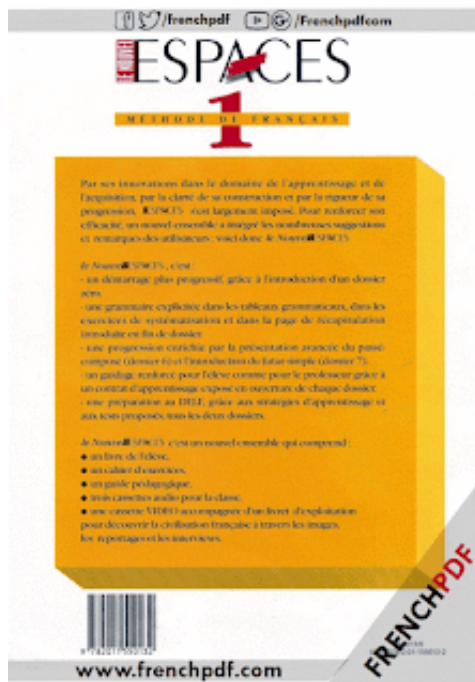 /frenchpdf /Frenchpdfcom
LE NOUVEL
ESPACES
1
MÉTHODE DE FRANÇAIS
Par ses innovations dans le domaine de l'apprentissage et de
l'acquisition, par la clarté de sa construction et par la rigueur de sa
progression, ESPACES s'est largement imposé. Pour renforcer son
efficacité, un nouvel ensemble a intégré les nombreuses suggestions
et remarques des utilisateurs : voici donc le Nouvel ESPACES
le Nouvel ESPACES, c'est :
- un démarrage plus progressif, grâce à l'introduction d'un dossier
zéro,
- une grammaire explicitée dans les tableaux grammaticaux, dans les
exercices de systématisation et dans la page de récapitulation
introduite en fin de dossier
- une progression enrichie par la présentation avancée du passé
composé (dossier 6) et l'introduction du futur simple (dossier 7),
- un guidage renforcé pour l'élève comme pour le professeur grâce à
un contrat d'apprentissage exposé en ouverture de chaque dossier
- une préparation au DELF, grâce aux stratégies d'apprentissage et
aux tests proposés, tous les deux dossiers.
le Nouvel ESPACES c'est un nouvel ensemble qui comprend :
◆ un livre de l'élève,
◆ un cahier d'exercices,
◆ un guide pédagogique,
◆ trois cassettes audio pour la classe,
◆ une cassette VIDEO accompagnée d'un livret d'exploitation
pour découvrir la civilisation française à travers les images,
les reportages et les interviews.
FRENCHPDF
www.frenchpdf.com